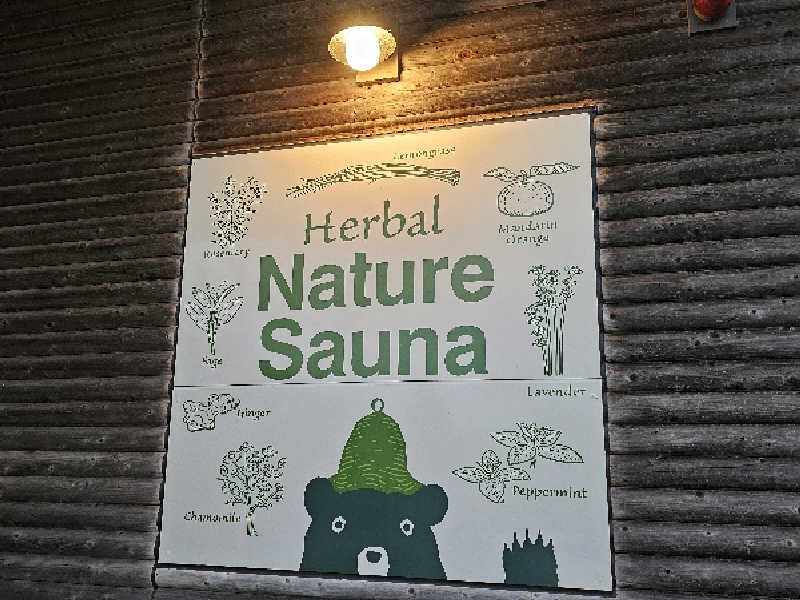 Lemongrass
Rosemary
Mandarin
Orange
Herbal
Nature
Sauna
Sage
Lavender
Ginger
Chamomile
Peppermint